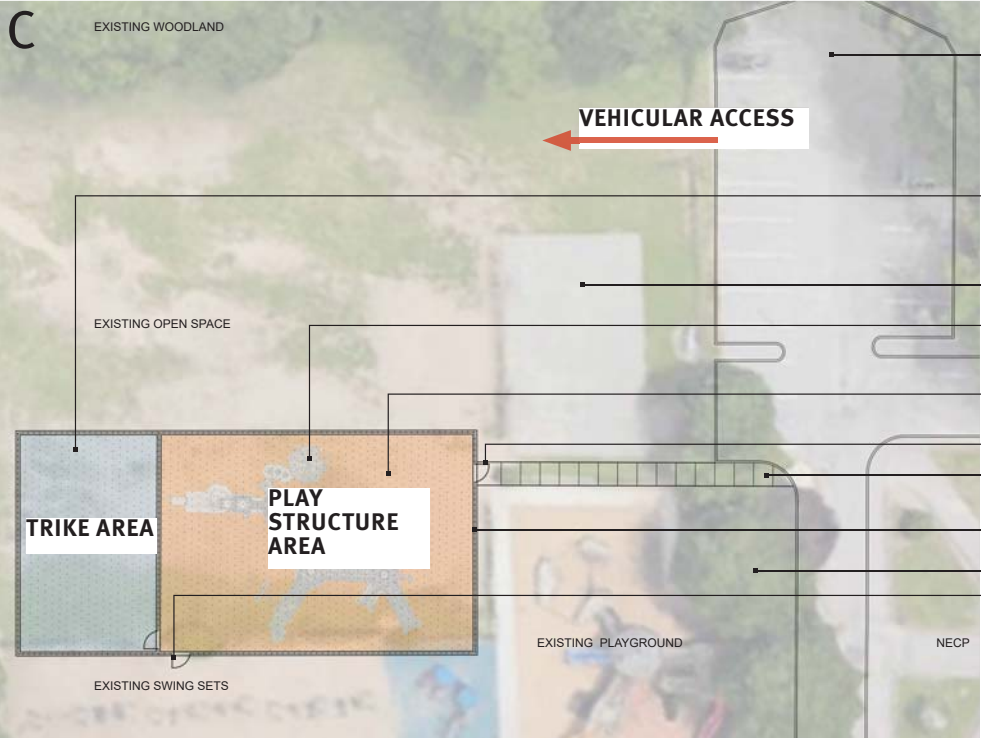 C
EXISTING WOODLAND
VEHICULAR ACCESS
EXISTING OPEN SPACE
TRIKE AREA
PLAY
STRUCTURE
AREA
EXISTING PLAYGROUND
NECP
EXISTING SWING SETS